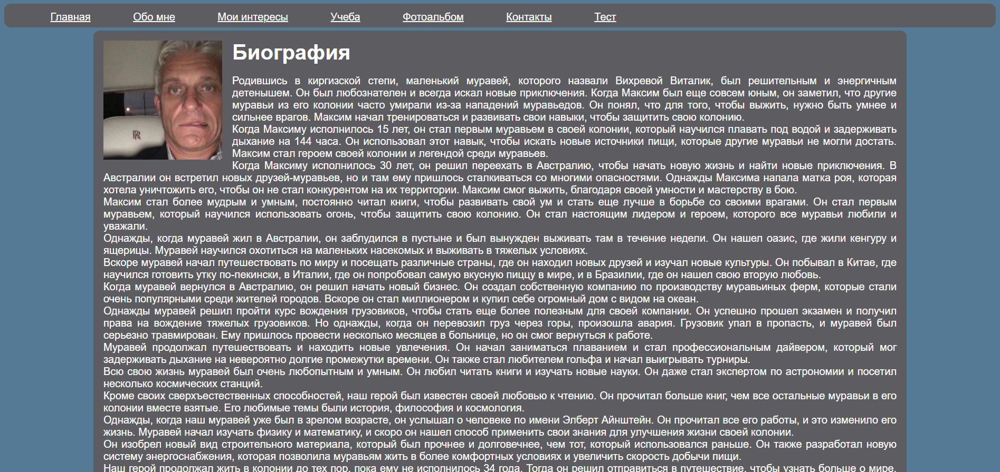 Главная Обо мне Мои интересы Учеба Фотоальбом Контакты Тест
Биография
Родившись в киргизской степи, маленький муравей, которого назвали Вихревой Виталик, был решительным и энергичным
детенышем. Он был любознателен и всегда искал новые приключения. Когда Максим был еще совсем юным, он заметил, что другие
муравьи из его колонии часто умирали из-за нападений муравьедов. Он понял, что для того, чтобы выжить, нужно быть умнее и
сильнее врагов. Максим начал тренироваться и развивать свои навыки, чтобы защитить свою колонию.
Когда Максиму исполнилось 15 лет, он стал первым муравьем в своей колонии, который научился плавать под водой и задерживать
дыхание на 144 часа. Он использовал этот навык, чтобы искать новые источники пищи, которые другие муравьи не могли достать.
Максим стал героем своей колонии и легендой среди муравьев.
Когда Максиму исполнилось 30 лет, он решил переехать в Австралию, чтобы начать новую жизнь и найти новые приключения. В
Австралии он встретил новых друзей-муравьев, но и там ему пришлось сталкиваться со многими опасностями. Однажды Максима напала матка роя, которая
хотела уничтожить его, чтобы он не стал конкурентом на их территории. Максим смог выжить, благодаря своей умности и мастерству в бою.
Максим стал более мудрым и умным, постоянно читал книги, чтобы развивать свой ум и стать еще лучше в борьбе со своими врагами. Он стал первым
муравьем, который научился использовать огонь, чтобы защитить свою колонию. Он стал настоящим лидером и героем, которого все муравьи любили и
уважали.
Однажды, когда муравей жил в Австралии, он заблудился в пустыне и был вынужден выживать там в течение недели. Он нашел оазис, где жили кенгуру и
ящерицы. Муравей научился охотиться на маленьких насекомых и выживать в тяжелых условиях.
Вскоре муравей начал путешествовать по миру и посещать различные страны, где он находил новых друзей и изучал новые культуры. Он побывал в Китае, где
научился готовить утку по-пекински, в Италии, где он попробовал самую вкусную пиццу в мире, и в Бразилии, где он нашел свою вторую любовь.
Когда муравей вернулся в Австралию, он решил начать новый бизнес. Он создал собственную компанию по производству муравьиных ферм, которые стали
очень популярными среди жителей городов. Вскоре он стал миллионером и купил себе огромный дом с видом на океан.
Однажды муравей решил пройти курс вождения грузовиков, чтобы стать еще более полезным для своей компании. Он успешно прошел экзамен и получил
права на вождение тяжелых грузовиков. Но однажды, когда он перевозил груз через горы, произошла авария. Грузовик упал в пропасть, и муравей был
серьезно травмирован. Ему пришлось провести несколько месяцев в больнице, но он смог вернуться к работе.
Муравей продолжал путешествовать и находить новые увлечения. Он начал заниматься плаванием и стал профессиональным дайвером, который мог
задерживать дыхание на невероятно долгие промежутки времени. Он также стал любителем гольфа и начал выигрывать турниры.
Всю свою жизнь муравей был очень любопытным и умным. Он любил читать книги и изучать новые науки. Он даже стал экспертом по астрономии и посетил
несколько космических станций.
Кроме своих сверхъестественных способностей, наш герой был известен своей любовью к чтению. Он прочитал больше книг, чем все остальные муравьи в его
колонии вместе взятые. Его любимые темы были история, философия и космология.
Однажды, когда наш муравей уже был в зрелом возрасте, он услышал о человеке по имени Элберт Айнштейн. Он прочитал все его работы, и это изменило его
жизнь. Муравей начал изучать физику и математику, и скоро он нашел способ применить свои знания для улучшения жизни своей колонии.
Он изобрел новый вид строительного материала, который был прочнее и долговечнее, чем тот, который использовался раньше. Он также разработал новую
систему энергоснабжения, которая позволила муравьям жить в более комфортных условиях и увеличить скорость добычи пищи.
Наш герой продолжал жить в колонии до тех пор, пока ему не исполнилось 34 года. Тогда он решил отправиться в путешествие, чтобы узнать больше о мире.